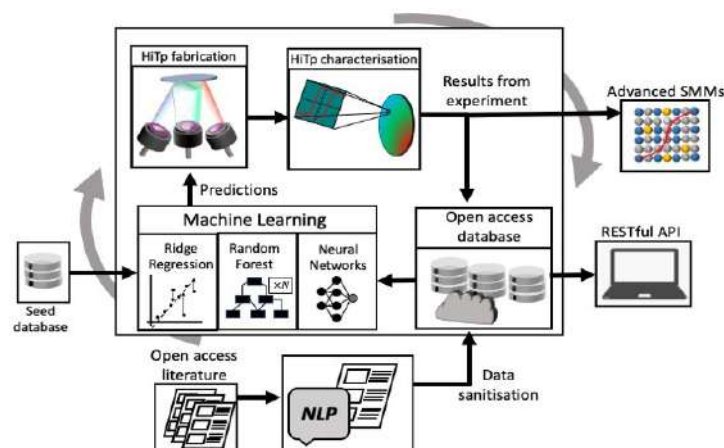 HiTp fabrication
HiTp characterisation
Results from
experiment
Advanced SMMs
Predictions
Machine Learning
Ridge
Regression
Random
Forest
×N
Neural
Networks
Open access
database
RESTful API
Seed
database
Open access
literature
NLP
Data
sanitisation